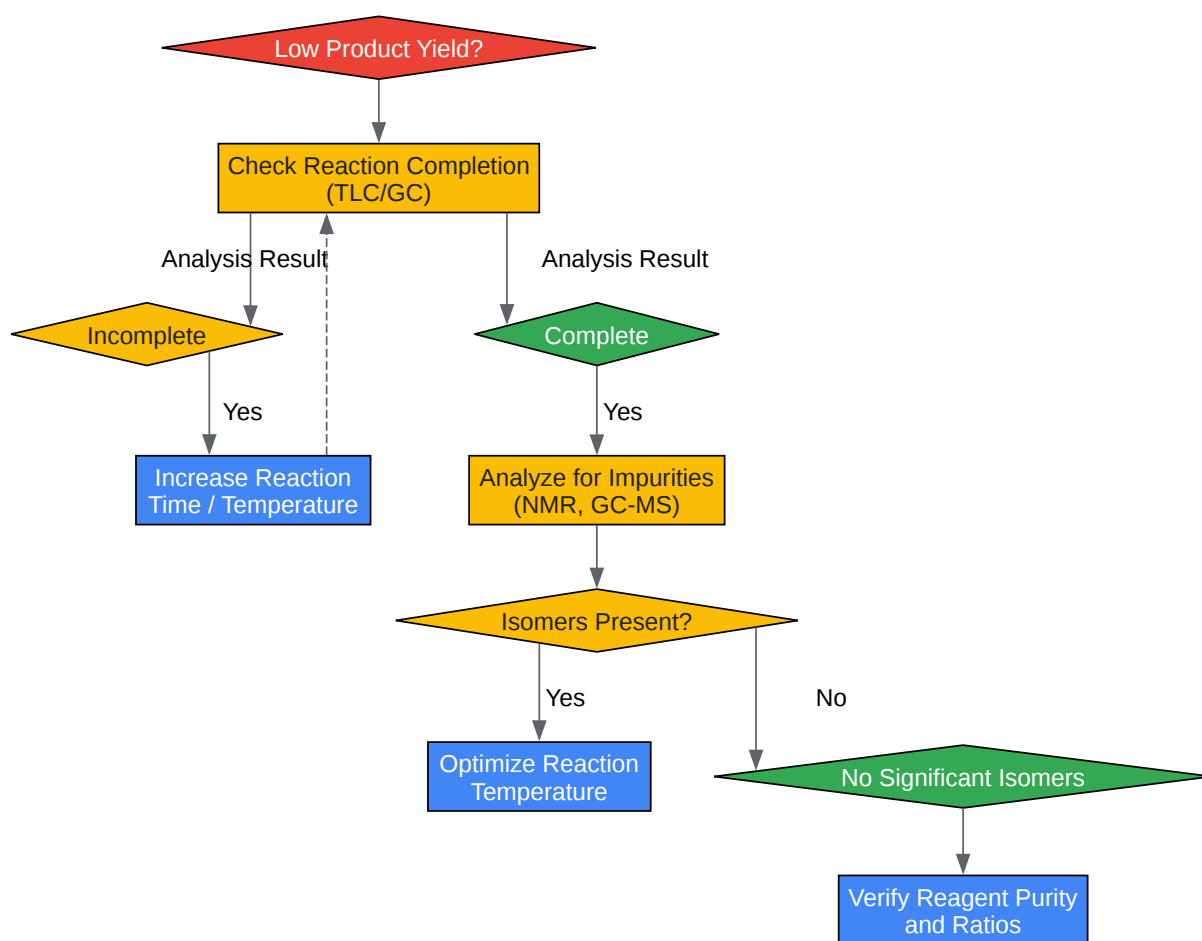 Low Product Yield?
Check Reaction Completion
(TLC/GC)
Analysis Result
Analysis Result
Incomplete
Complete
Yes
Yes
Increase Reaction
Time / Temperature
Analyze for Impurities
(NMR, GC-MS)
Isomers Present?
Yes
No
Optimize Reaction
Temperature
No Significant Isomers
Verify Reagent Purity
and Ratios